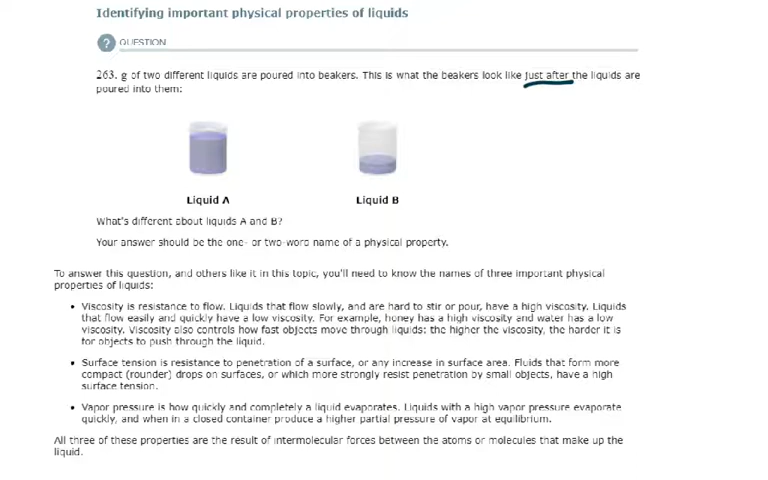 Identifying important physical properties of liquids
? QUESTION
263. g of two different liquids are poured into beakers. This is what the beakers look like just after the liquids are
poured into them:
Liquid A Liquid B
What's different about liquids A and B?
Your answer should be the one- or two-word name of a physical property.
To answer this question, and others like it in this topic, you'll need to know the names of three important physical
properties of liquids:
• Viscosity is resistance to flow. Liquids that flow slowly, and are hard to stir or pour, have a high viscosity. Liquids
that flow easily and quickly have a low viscosity. For example, honey has a high viscosity and water has a low
viscosity. Viscosity also controls how fast objects move through liquids: the higher the viscosity, the harder it is
for objects to push through the liquid.
• Surface tension is resistance to penetration of a surface, or any increase in surface area. Fluids that form more
compact (rounder) drops on surfaces, or which more strongly resist penetration by small objects, have a high
surface tension.
• Vapor pressure is how quickly and completely a liquid evaporates. Liquids with a high vapor pressure evaporate
quickly, and when in a closed container produce a higher partial pressure of vapor at equilibrium.
All three of these properties are the result of intermolecular forces between the atoms or molecules that make up the
liquid.